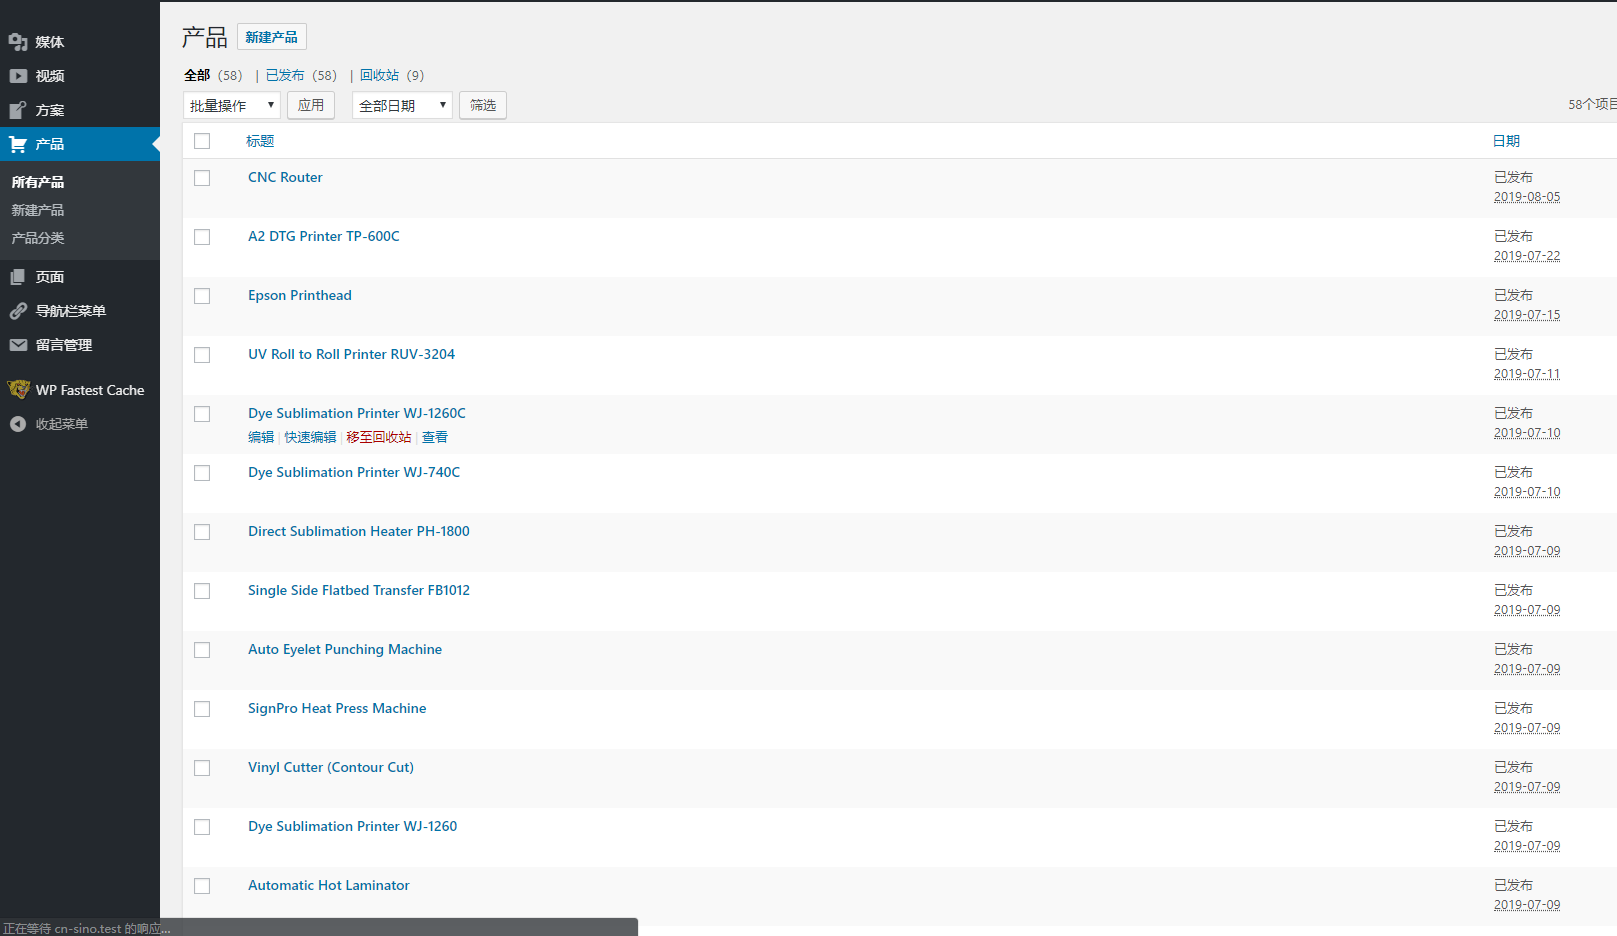 媒体
视频
方案
产品
所有产品
新建产品
产品分类
页面
导航栏菜单
留言管理
WP Fastest Cache
收起菜单
正在等待 cn-sino.test 的响应...
产品 新建产品
全部 (58) | 已发布 (58) | 回收站 (9)
批量操作 应用 全部日期 筛选 58个项目
标题 日期
CNC Router 已发布
2019-08-05
A2 DTG Printer TP-600C 已发布
2019-07-22
Epson Printhead 已发布
2019-07-15
UV Roll to Roll Printer RUV-3204 已发布
2019-07-11
Dye Sublimation Printer WJ-1260C 已发布
编辑 | 快速编辑 | 移至回收站 | 查看 2019-07-10
Dye Sublimation Printer WJ-740C 已发布
2019-07-10
Direct Sublimation Heater PH-1800 已发布
2019-07-09
Single Side Flatbed Transfer FB1012 已发布
2019-07-09
Auto Eyelet Punching Machine 已发布
2019-07-09
SignPro Heat Press Machine 已发布
2019-07-09
Vinyl Cutter (Contour Cut) 已发布
2019-07-09
Dye Sublimation Printer WJ-1260 已发布
2019-07-09
Automatic Hot Laminator 已发布
2019-07-09